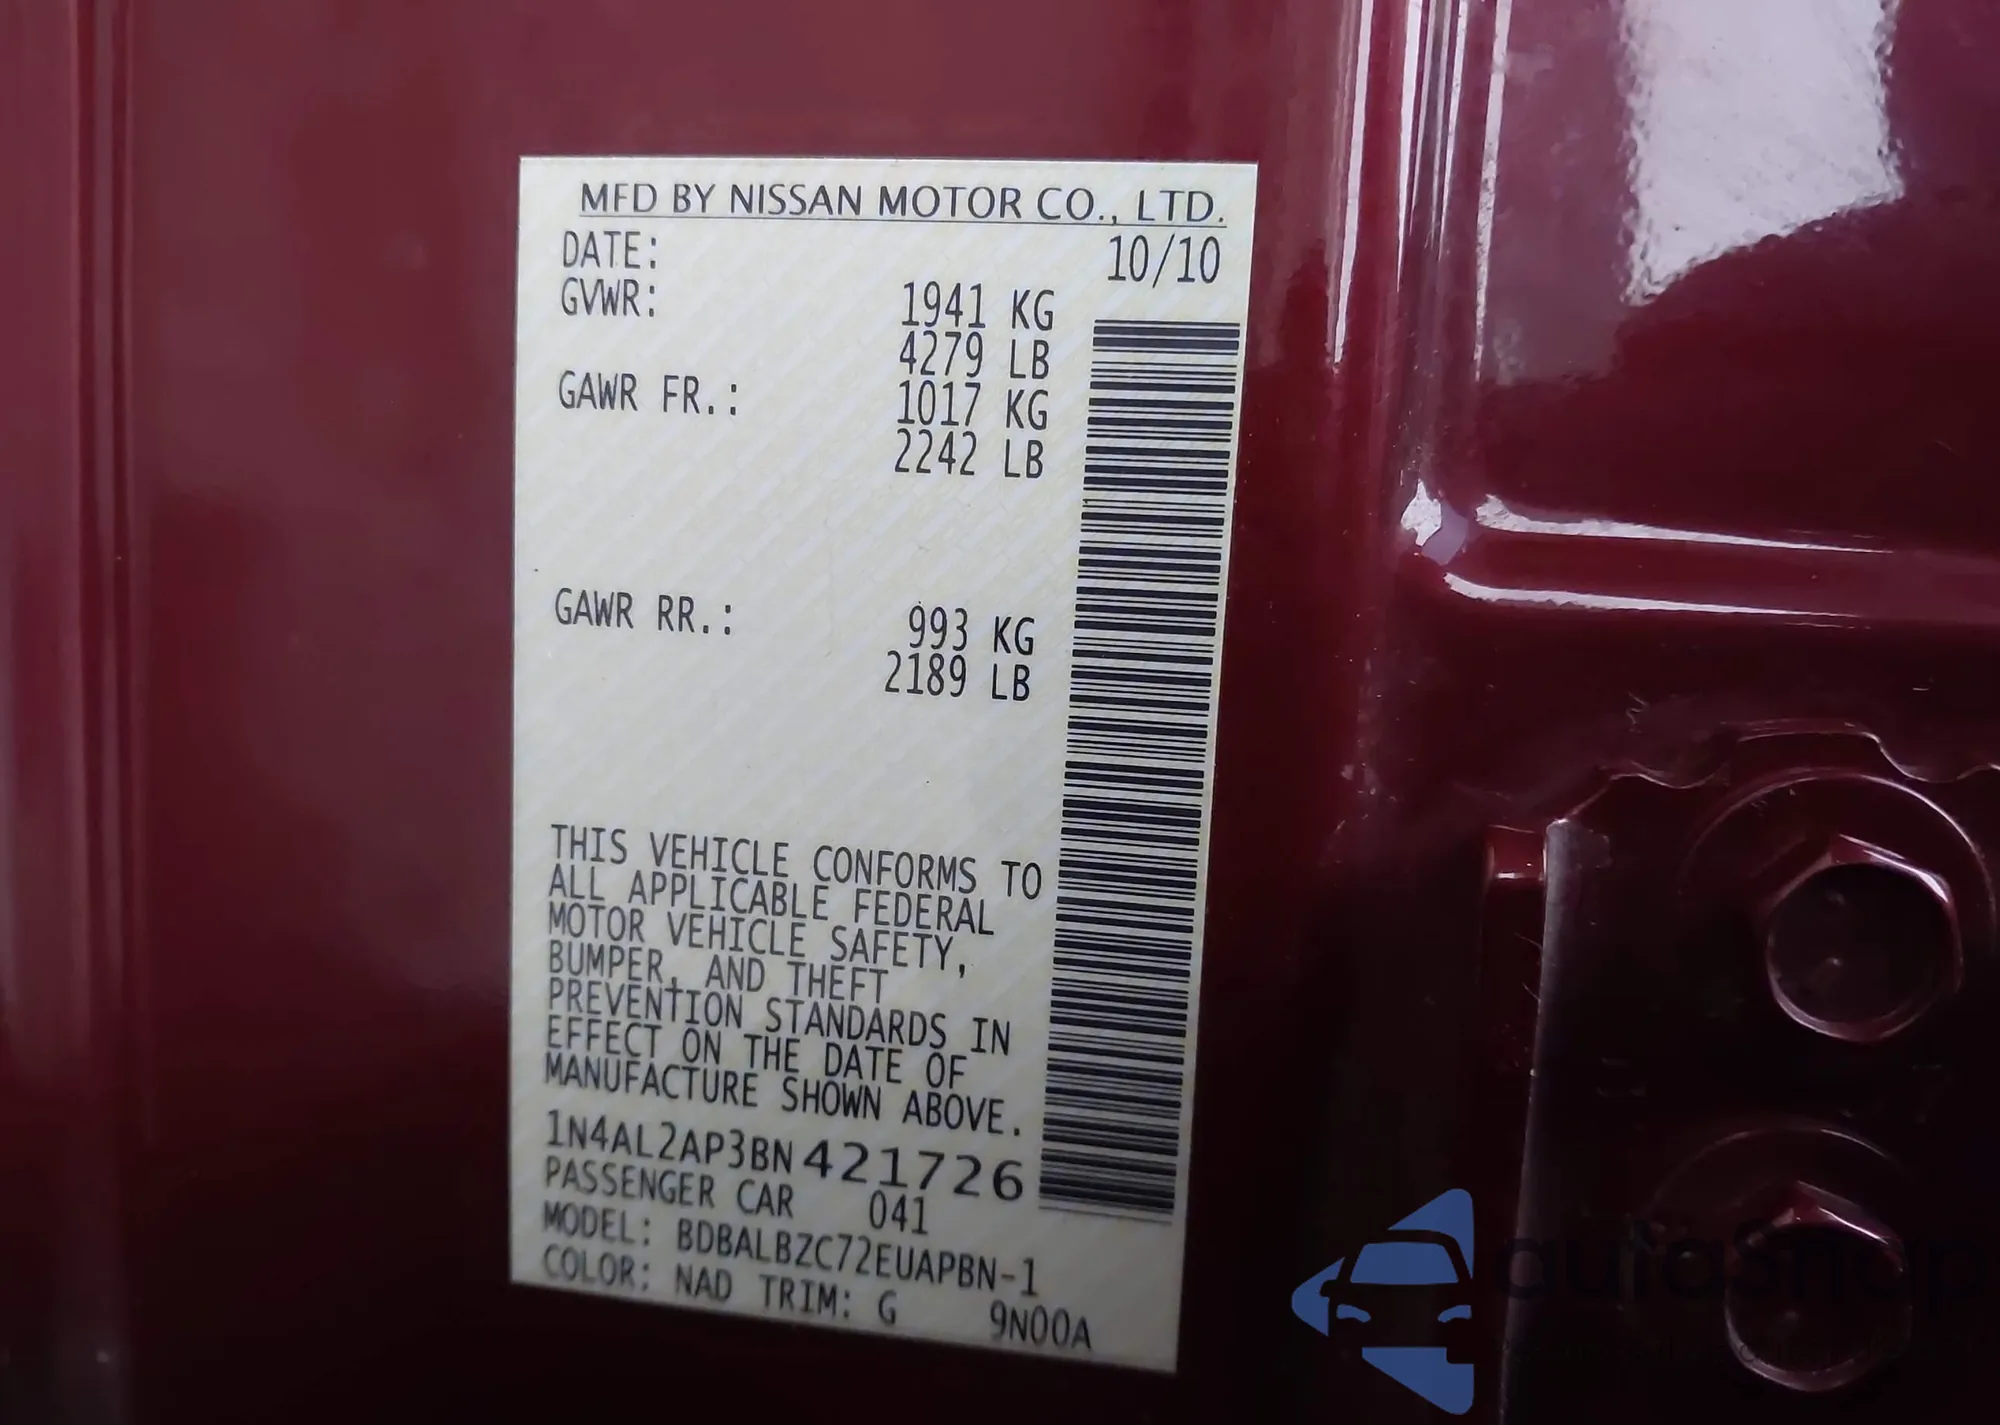 MFD BY NISSAN MOTOR CO., LTD.
DATE: 10/10
GVWR: 1941 KG
4279 LB
GAWR FR.: 1017 KG
2242 LB
GAWR RR.: 993 KG
2189 LB
THIS VEHICLE CONFORMS TO
ALL APPLICABLE FEDERAL
MOTOR VEHICLE SAFETY,
BUMPER, AND THEFT
PREVENTION STANDARDS IN
EFFECT ON THE DATE OF
MANUFACTURE SHOWN ABOVE.
1N4AL2AP3BN421726
PASSENGER CAR 041
MODEL: BDBALBZC72EUAPBN-1
COLOR: NAD TRIM: G 9N00A
autosnap